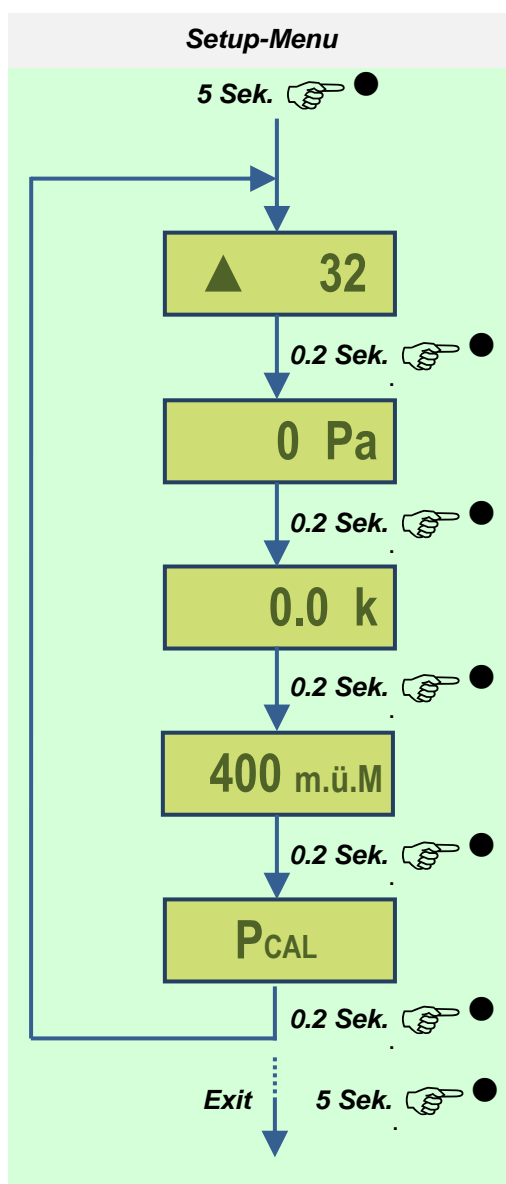 Setup-Menu
5 Sek.
▲ 32
0.2 Sek.
.
0 Pa
0.2 Sek.
.
0.0 k
0.2 Sek.
.
400 m.ü.M
0.2 Sek.
.
PCAL
0.2 Sek.
.
Exit 5 Sek.
.